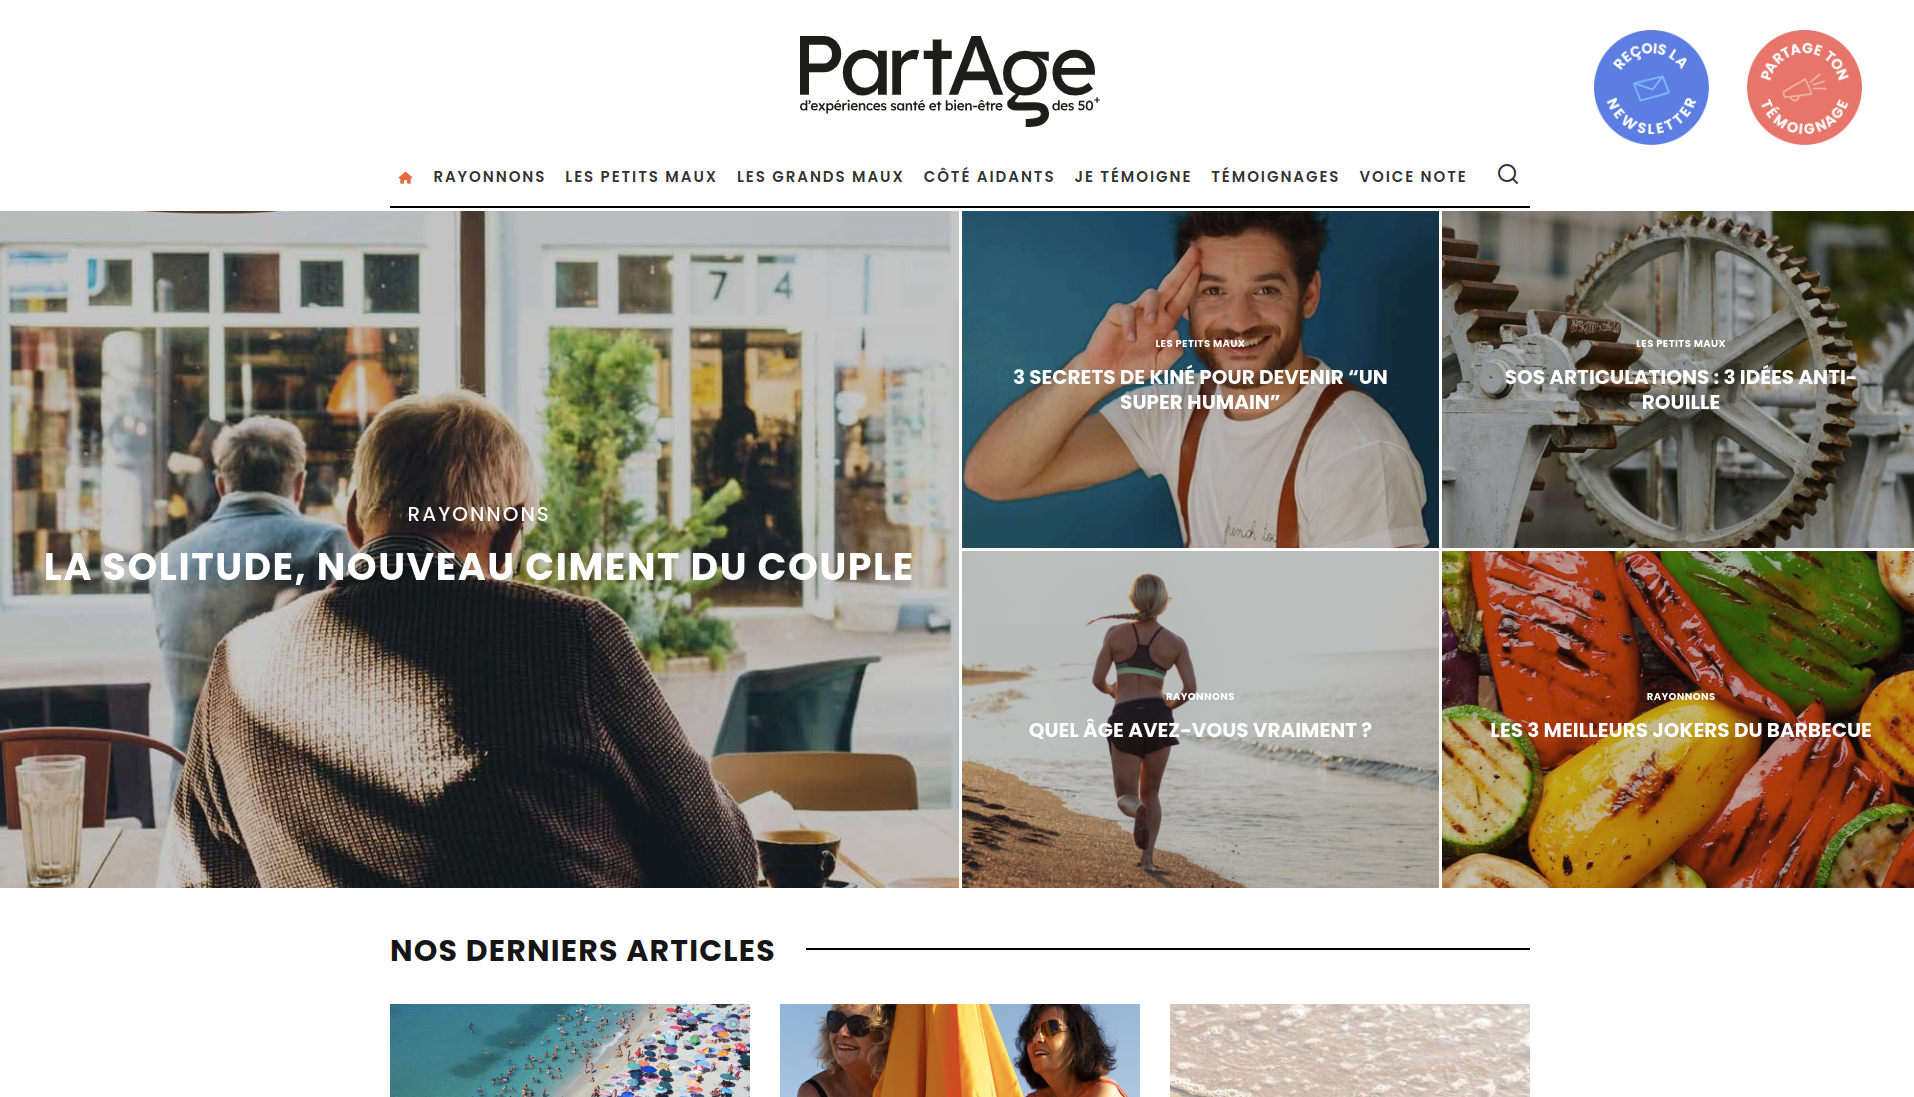 PartAge
d'expériences santé et bien-être des 50+
REÇOIS LA
NEWSLETTER
PARTAGE TON
TÉMOIGNAGE
RAYONNONS LES PETITS MAUX LES GRANDS MAUX CÔTÉ AIDANTS JE TÉMOIGNE TÉMOIGNAGES VOICE NOTE
7 4
RAYONNONS
LA SOLITUDE, NOUVEAU CIMENT DU COUPLE
LES PETITS MAUX
3 SECRETS DE KINÉ POUR DEVENIR “UN
SUPER HUMAIN”
french
LES PETITS MAUX
SOS ARTICULATIONS : 3 IDÉES ANTI-
ROUILLE
RAYONNONS
QUEL ÂGE AVEZ-VOUS VRAIMENT ?
RAYONNONS
LES 3 MEILLEURS JOKERS DU BARBECUE
NOS DERNIERS ARTICLES